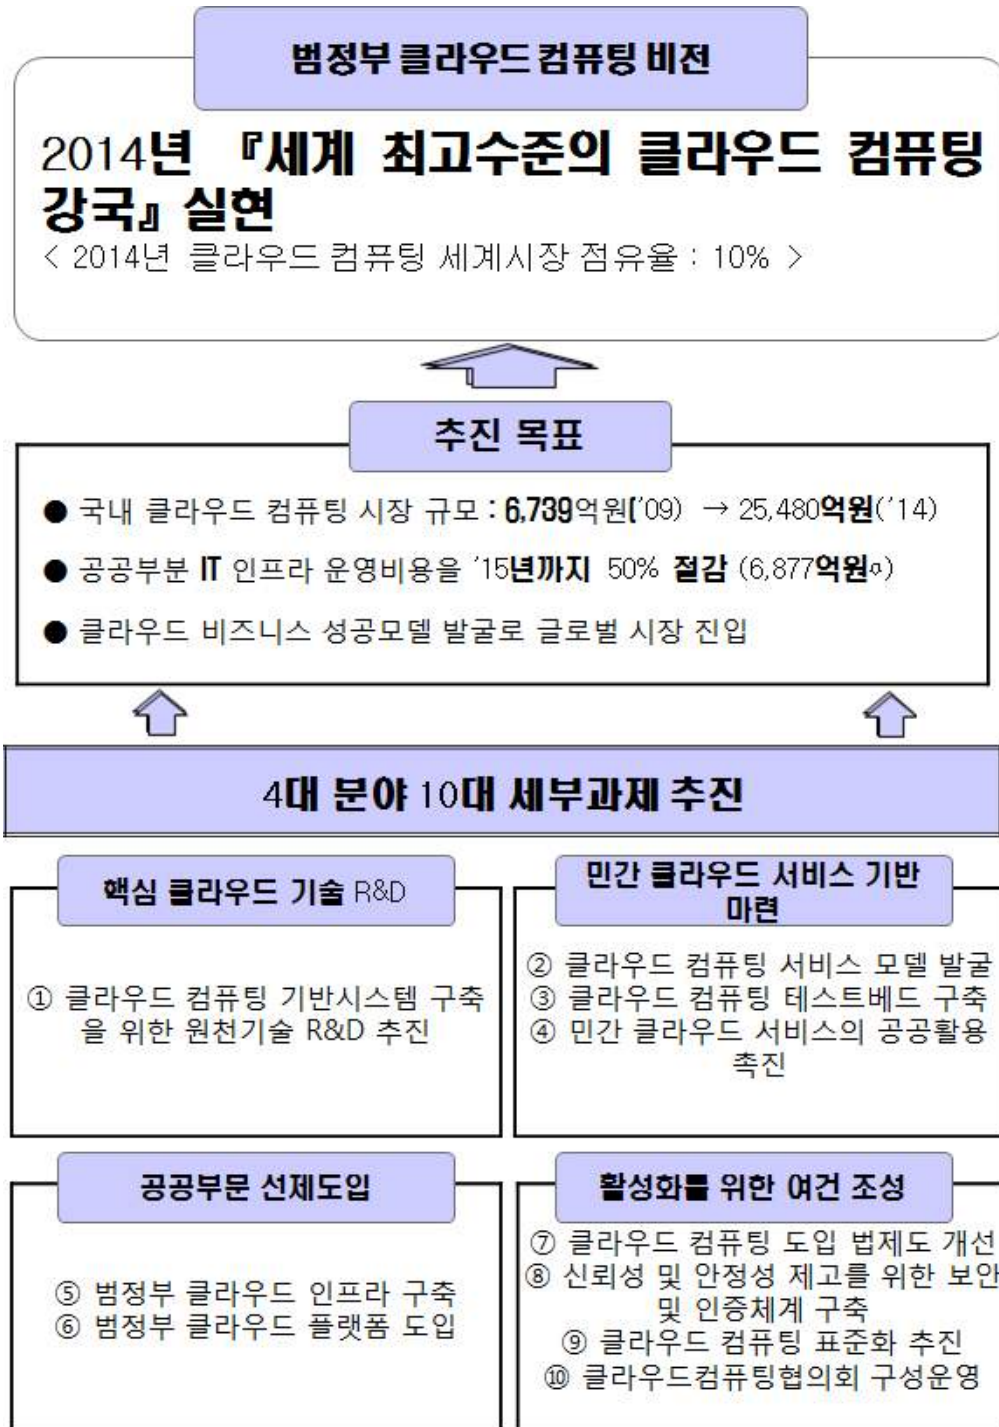 범정부 클라우드 컴퓨팅 비전
2014년 『세계 최고수준의 클라우드 컴퓨팅
강국』 실현
< 2014년 클라우드 컴퓨팅 세계시장 점유율 : 10% >
추진 목표
● 국내 클라우드 컴퓨팅 시장 규모 : 6,739억원('09) → 25,480억원('14)
● 공공부분 IT 인프라 운영비용을 '15년까지 50% 절감 (6,877억원)
● 클라우드 비즈니스 성공모델 발굴로 글로벌 시장 진입
4대 분야 10대 세부과제 추진
핵심 클라우드 기술 R&D
① 클라우드 컴퓨팅 기반시스템 구축
을 위한 원천기술 R&D 추진
민간 클라우드 서비스 기반
마련
② 클라우드 컴퓨팅 서비스 모델 발굴
③ 클라우드 컴퓨팅 테스트베드 구축
④ 민간 클라우드 서비스의 공공활용
촉진
공공부문 선제도입
⑤ 범정부 클라우드 인프라 구축
⑥ 범정부 클라우드 플랫폼 도입
활성화를 위한 여건 조성
⑦ 클라우드 컴퓨팅 도입 법제도 개선
⑧ 신뢰성 및 안정성 제고를 위한 보안
및 인증체계 구축
⑨ 클라우드 컴퓨팅 표준화 추진
⑩ 클라우드컴퓨팅협의회 구성운영